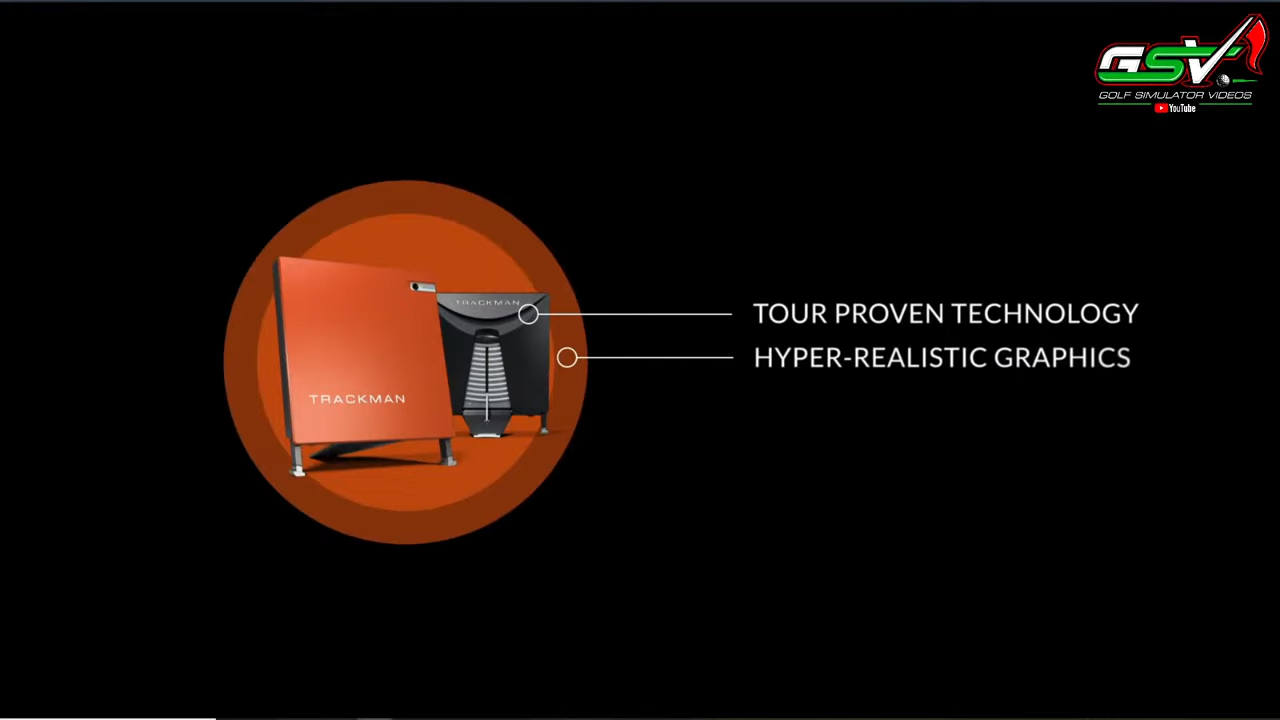 GSV
GOLF SIMULATOR VIDEOS
YouTube
TRACKMAN
TOUR PROVEN TECHNOLOGY
HYPER-REALISTIC GRAPHICS
TRACKMAN